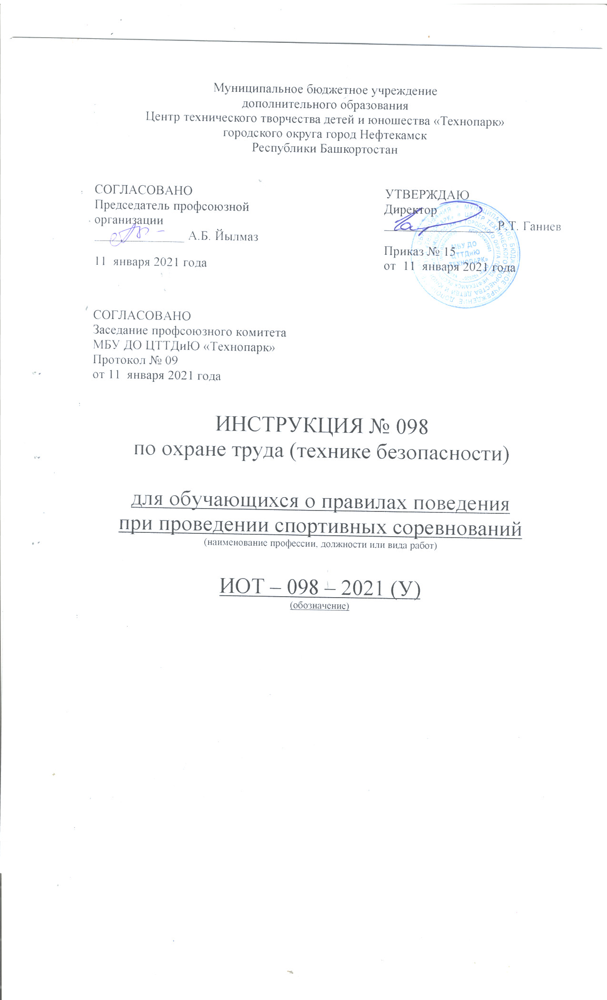 Муниципальное бюджетное учреждение
дополнительного образования
Центр технического творчества детей и юношества «Технопарк»
городского округа город Нефтекамск
Республики Башкортостан
СОГЛАСОВАНО
Председатель профсоюзной
организации
______________ А.Б. Йылмаз
11 января 2021 года
УТВЕРЖДАЮ
Директор
_________________ Р.Т. Ганиев
Приказ № 15
от 11 января 2021 года
МБУ ДО
ЦТТДиЮ
«ТЕХНОПАРК»
СОГЛАСОВАНО
Заседание профсоюзного комитета
МБУ ДО ЦТТДиЮ «Технопарк»
Протокол № 09
от 11 января 2021 года
ИНСТРУКЦИЯ № 098
по охране труда (технике безопасности)
для обучающихся о правилах поведения
при проведении спортивных соревнований
(наименование профессии, должности или вида работ)
ИОТ – 098 – 2021 (У)
(обозначение)